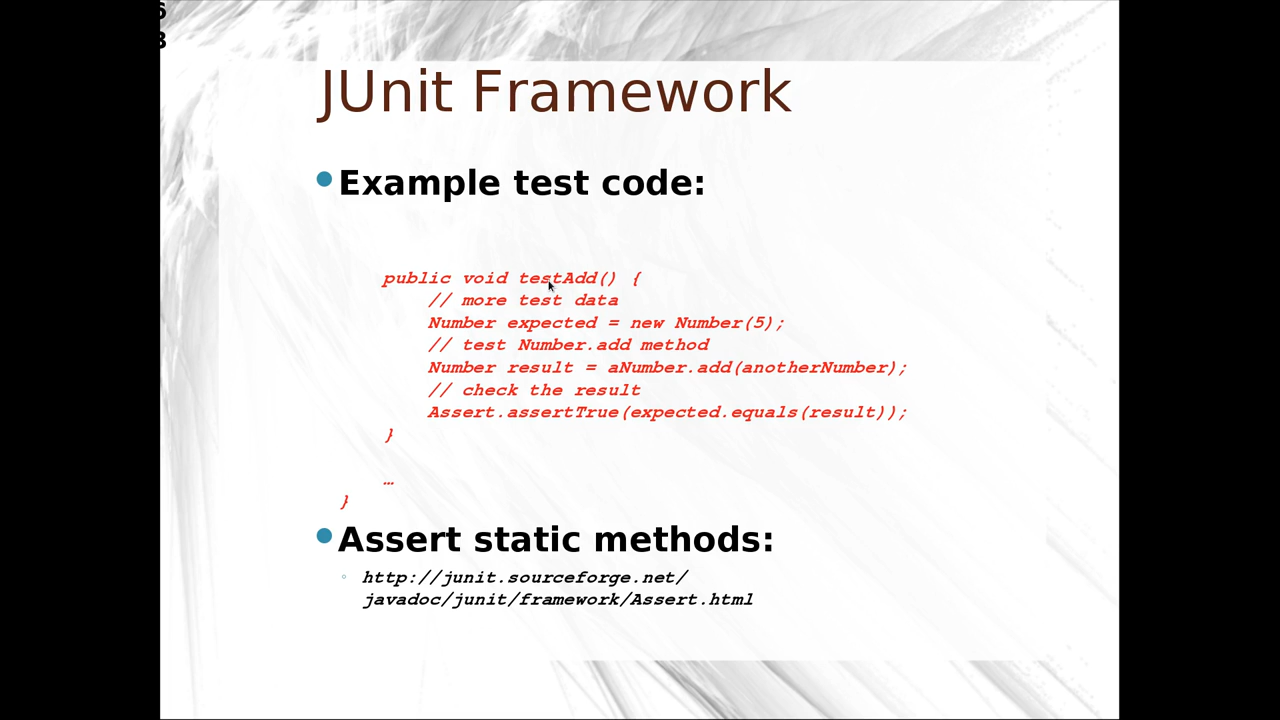 JUnit Framework
Example test code:
public void testAdd() {
// more test data
Number expected = new Number(5);
// test Number.add method
Number result = aNumber.add(anotherNumber);
// check the result
Assert.assertTrue(expected.equals(result));
}
…
}
Assert static methods:
http://junit.sourceforge.net/
javadoc/junit/framework/Assert.html